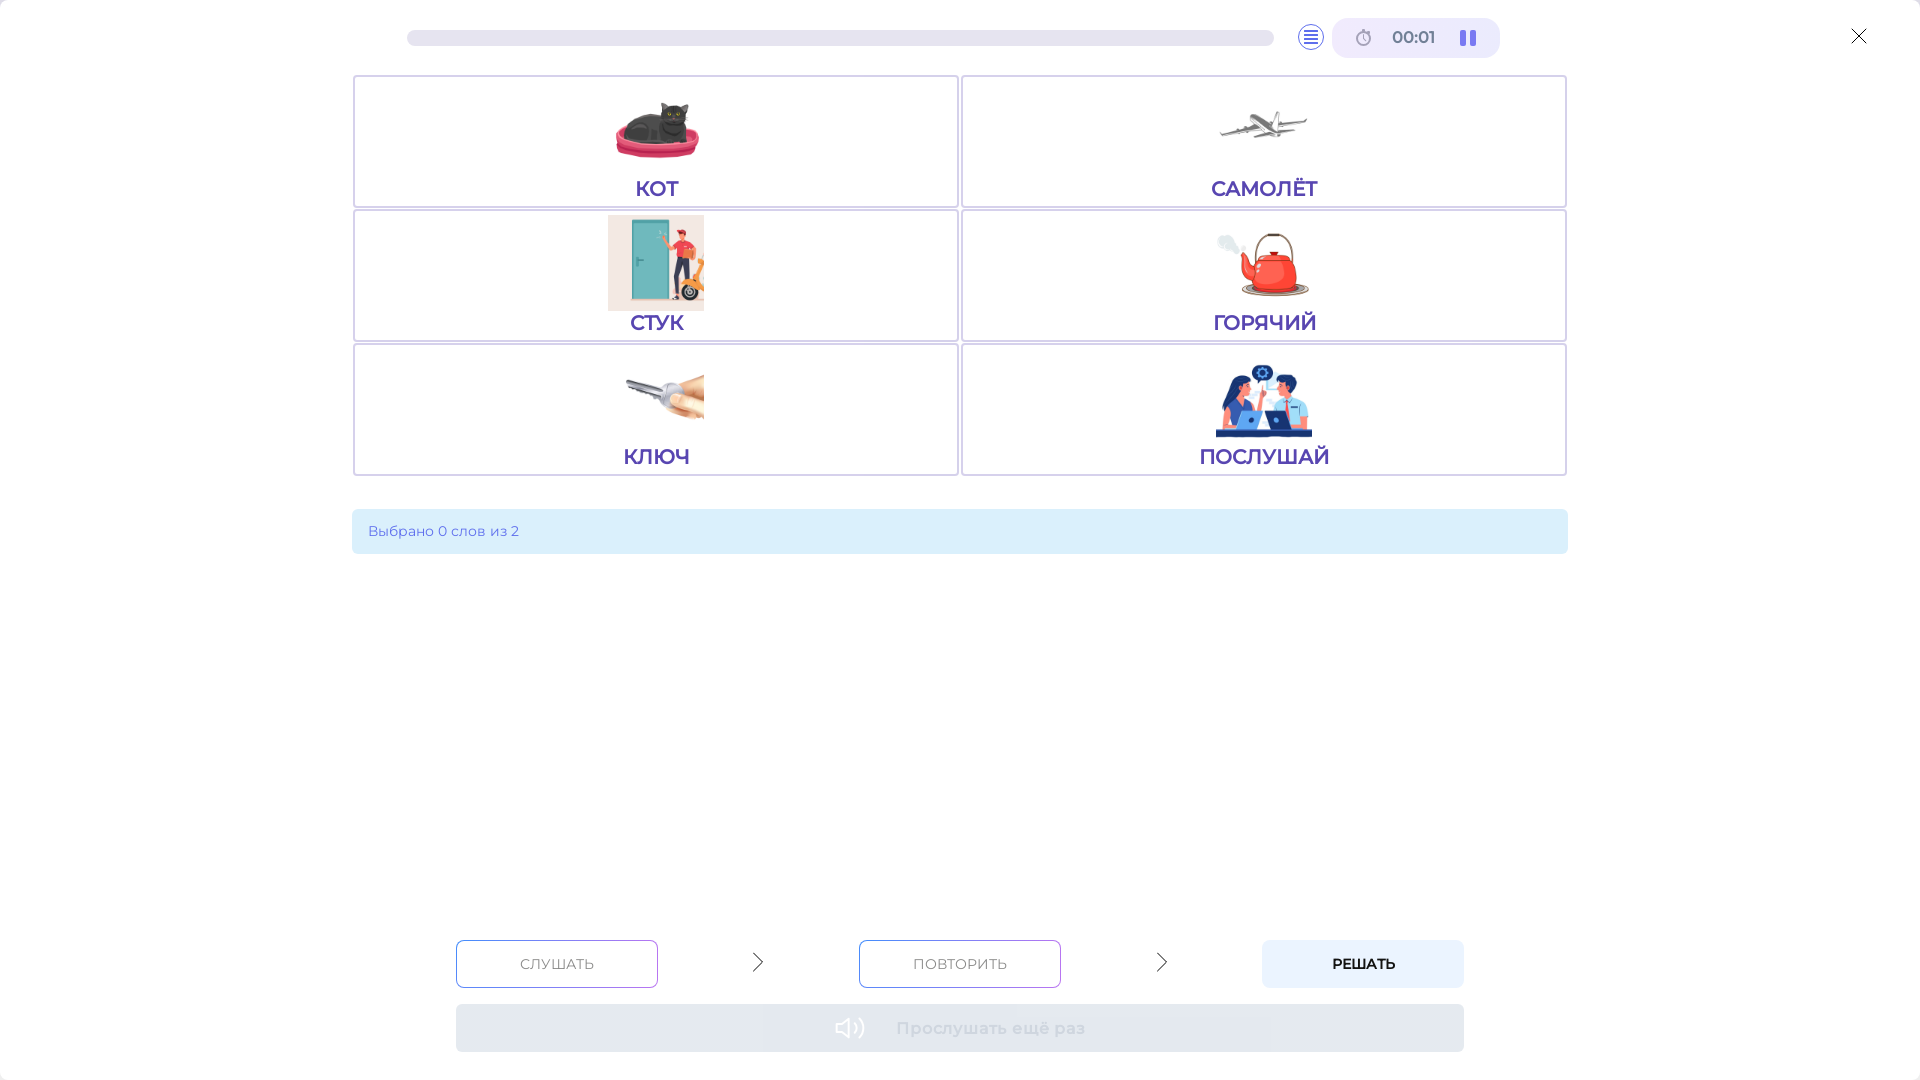 00:01
КОТ
САМОЛЁТ
СТУК
ГОРЯЧИЙ
КЛЮЧ
ПОСЛУШАЙ
Выбрано 0 слов из 2
СЛУШАТЬ
ПОВТОРИТЬ
РЕШАТЬ
Прослушать ещё раз